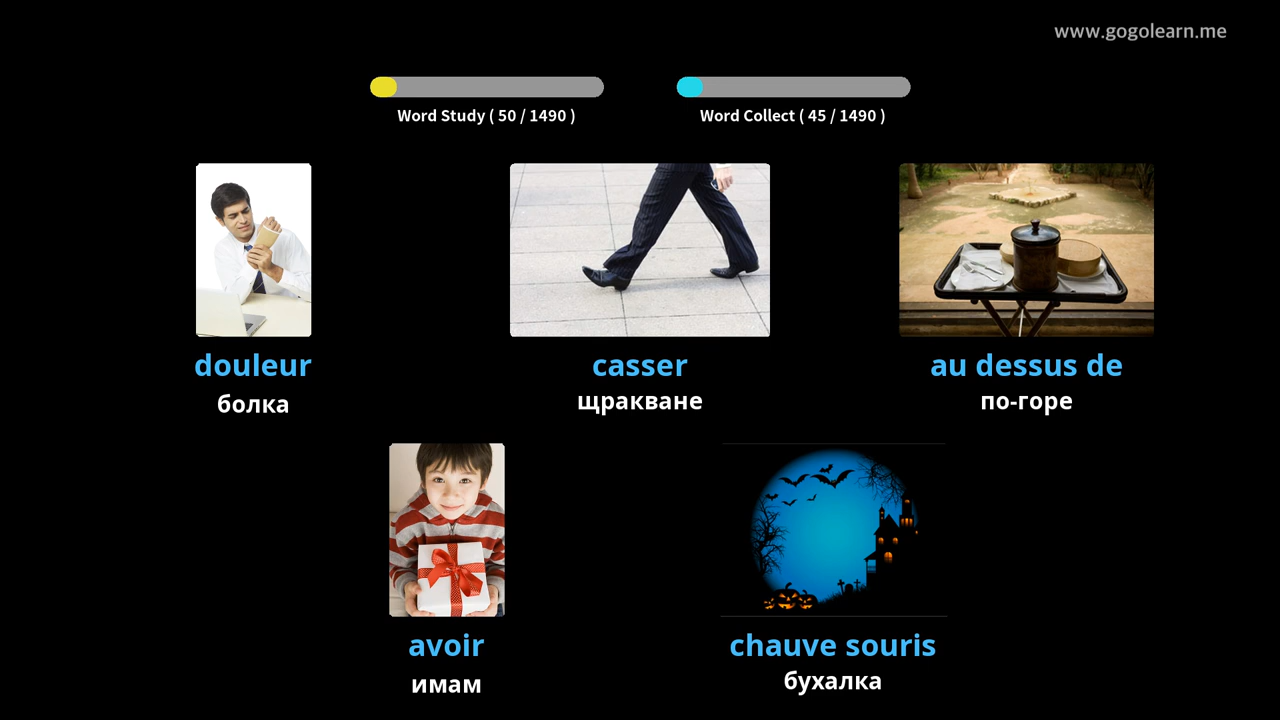 www.gogolearn.me
Word Study ( 50 / 1490 )
Word Collect ( 45 / 1490 )
douleur
болка
casser
щракване
au dessus de
по-горе
avoir
имам
chauve souris
бухалка